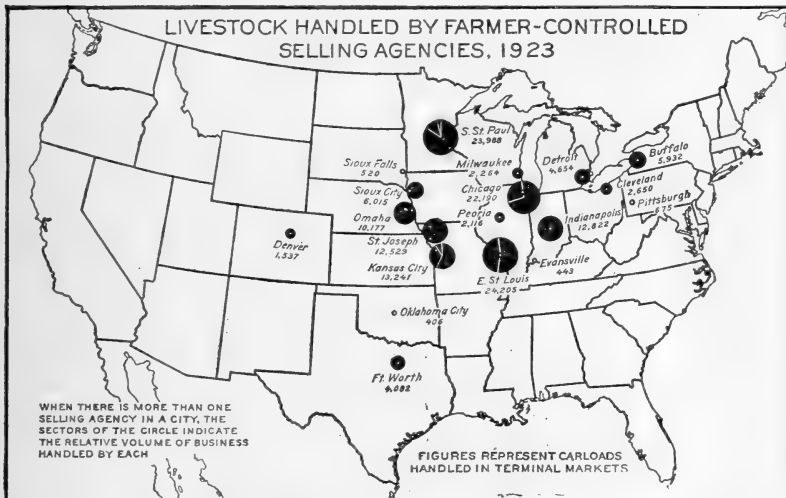 LIVESTOCK HANDLED BY FARMER-CONTROLLED
SELLING AGENCIES, 1923
S. St. Paul
23,988
Sioux Falls
520
Milwaukee
2,264
Detroit
4,654
Buffalo
5,932
Sioux City
6,015
Chicago
22,190
Cleveland
2,650
Pittsburgh
675
Omaha
10,177
Peoria
2,116
Indianapolis
12,822
Denver
1,537
St. Joseph
12,529
Kansas City
13,241
Evansville
443
E. St Louis
24,205
Oklahoma City
406
Ft. Worth
4,082
WHEN THERE IS MORE THAN ONE
SELLING AGENCY IN A CITY, THE
SECTORS OF THE CIRCLE INDICATE
THE RELATIVE VOLUME OF BUSINESS
HANDLED BY EACH
FIGURES REPRESENT CARLOADS
HANDLED IN TERMINAL MARKETS